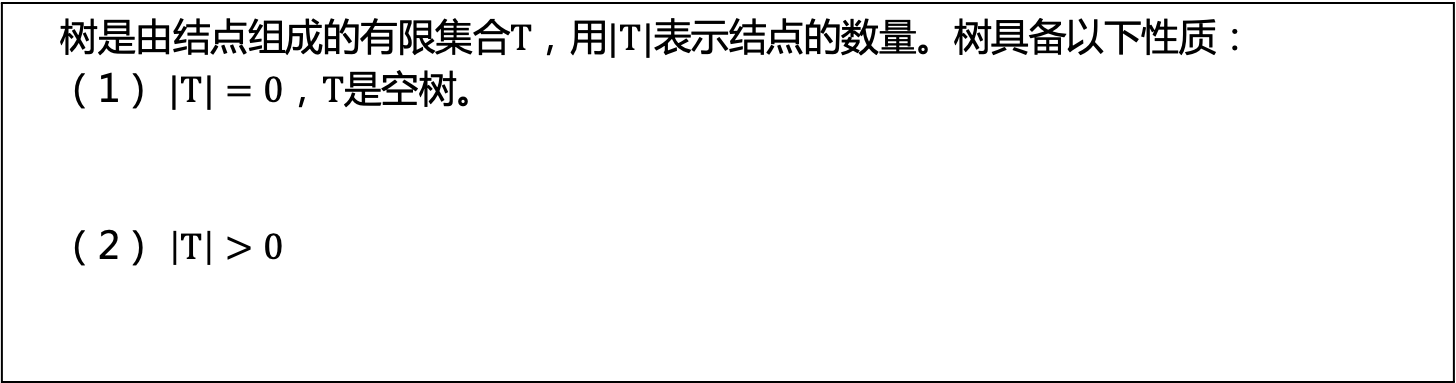 树是由结点组成的有限集合T，用|T|表示结点的数量。树具备以下性质：
（1）|T| = 0，T是空树。
（2）|T| > 0